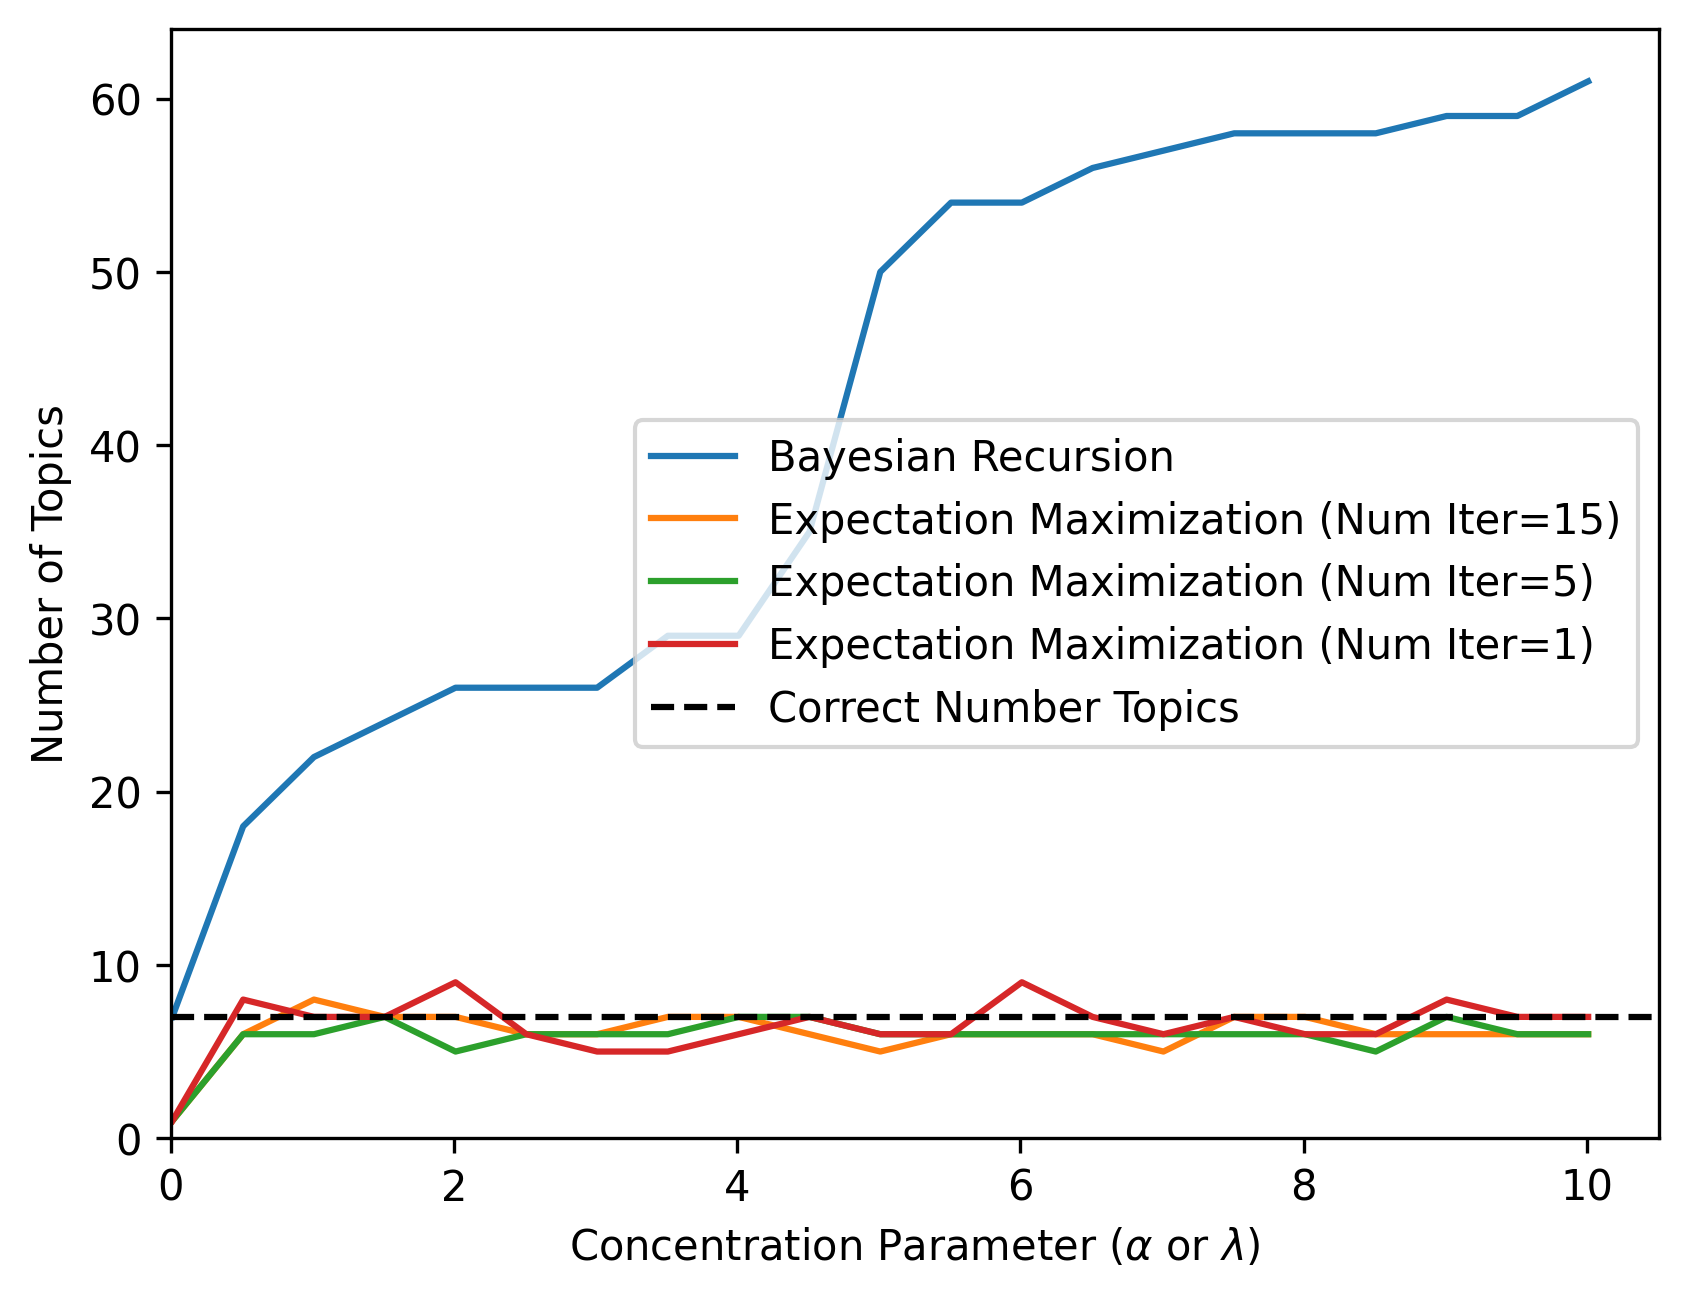 60
50
40
30
20
10
0
Number of Topics
Bayesian Recursion
Expectation Maximization (Num Iter=15)
Expectation Maximization (Num Iter=5)
Expectation Maximization (Num Iter=1)
Correct Number Topics
0 2 4 6 8 10
Concentration Parameter (α or λ)